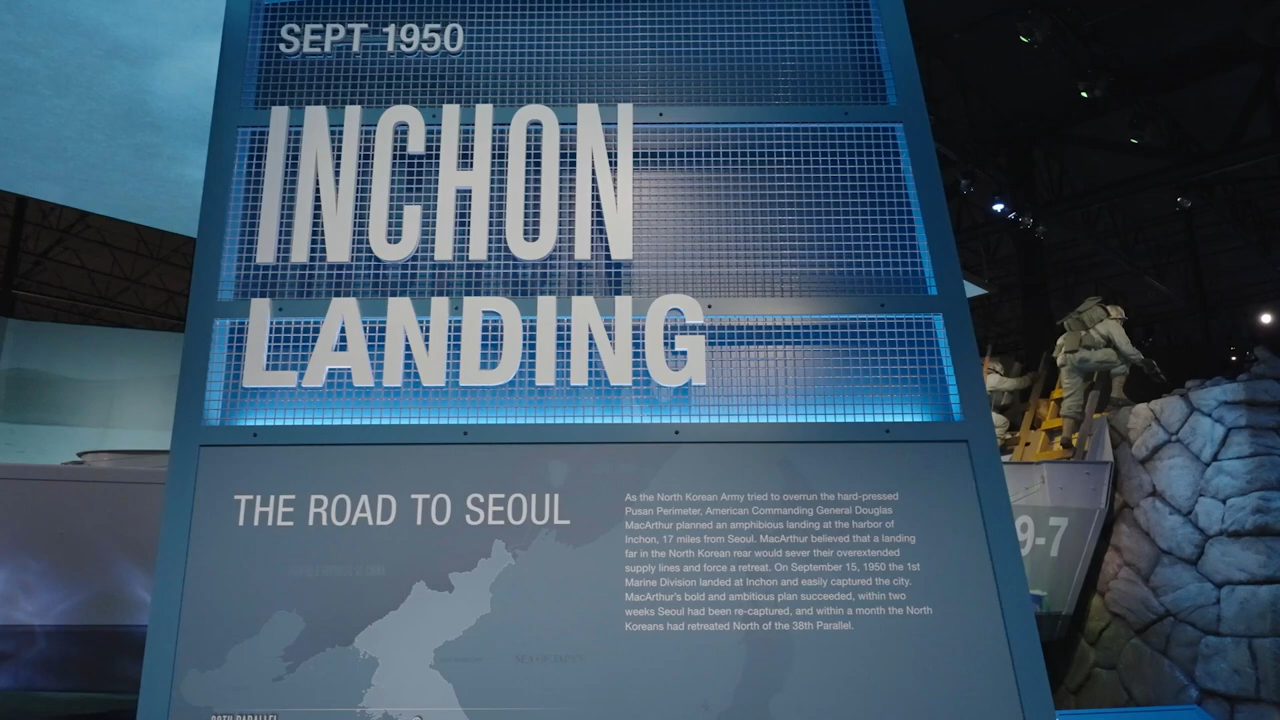 SEPT 1950
INCHON
LANDING
THE ROAD TO SEOUL
As the North Korean Army tried to overrun the hard-pressed
Pusan Perimeter, American Commanding General Douglas
MacArthur planned an amphibious landing at the harbor of
Inchon, 17 miles from Seoul. MacArthur believed that a landing
far in the North Korean rear would sever their overextended
supply lines and force a retreat. On September 15, 1950 the 1st
Marine Division landed at Inchon and easily captured the city.
MacArthur's bold and ambitious plan succeeded, within two
weeks Seoul had been re-captured, and within a month the North
Koreans had retreated North of the 38th Parallel.
SEA OF JAPAN
38TH PARALLEL
9-7